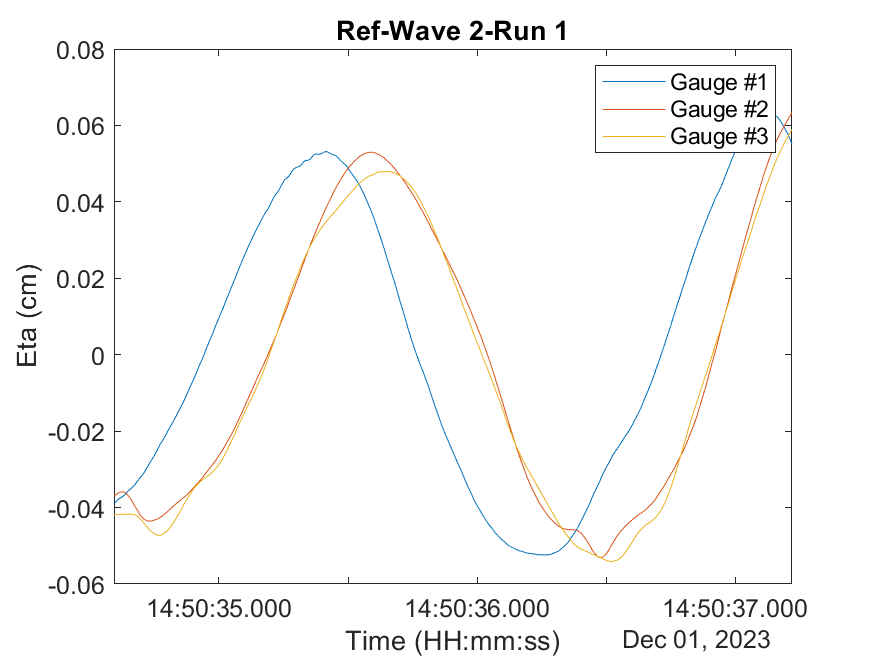 Ref-Wave 2-Run 1
0.08
0.06
0.04
0.02
0
-0.02
-0.04
-0.06
Eta (cm)
Gauge #1
Gauge #2
Gauge #3
14:50:35.000 14:50:36.000 14:50:37.000
Time (HH:mm:ss)
Dec 01, 2023